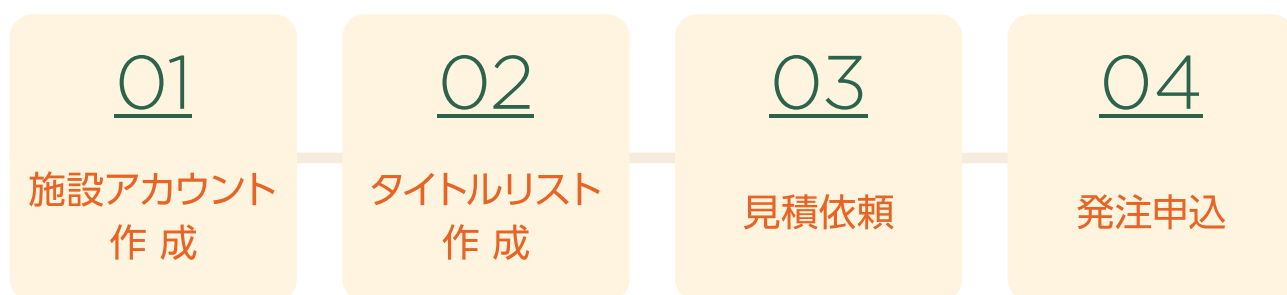 01
施設アカウント
作 成
02
タイトルリスト
作 成
03
見積依頼
04
発注申込